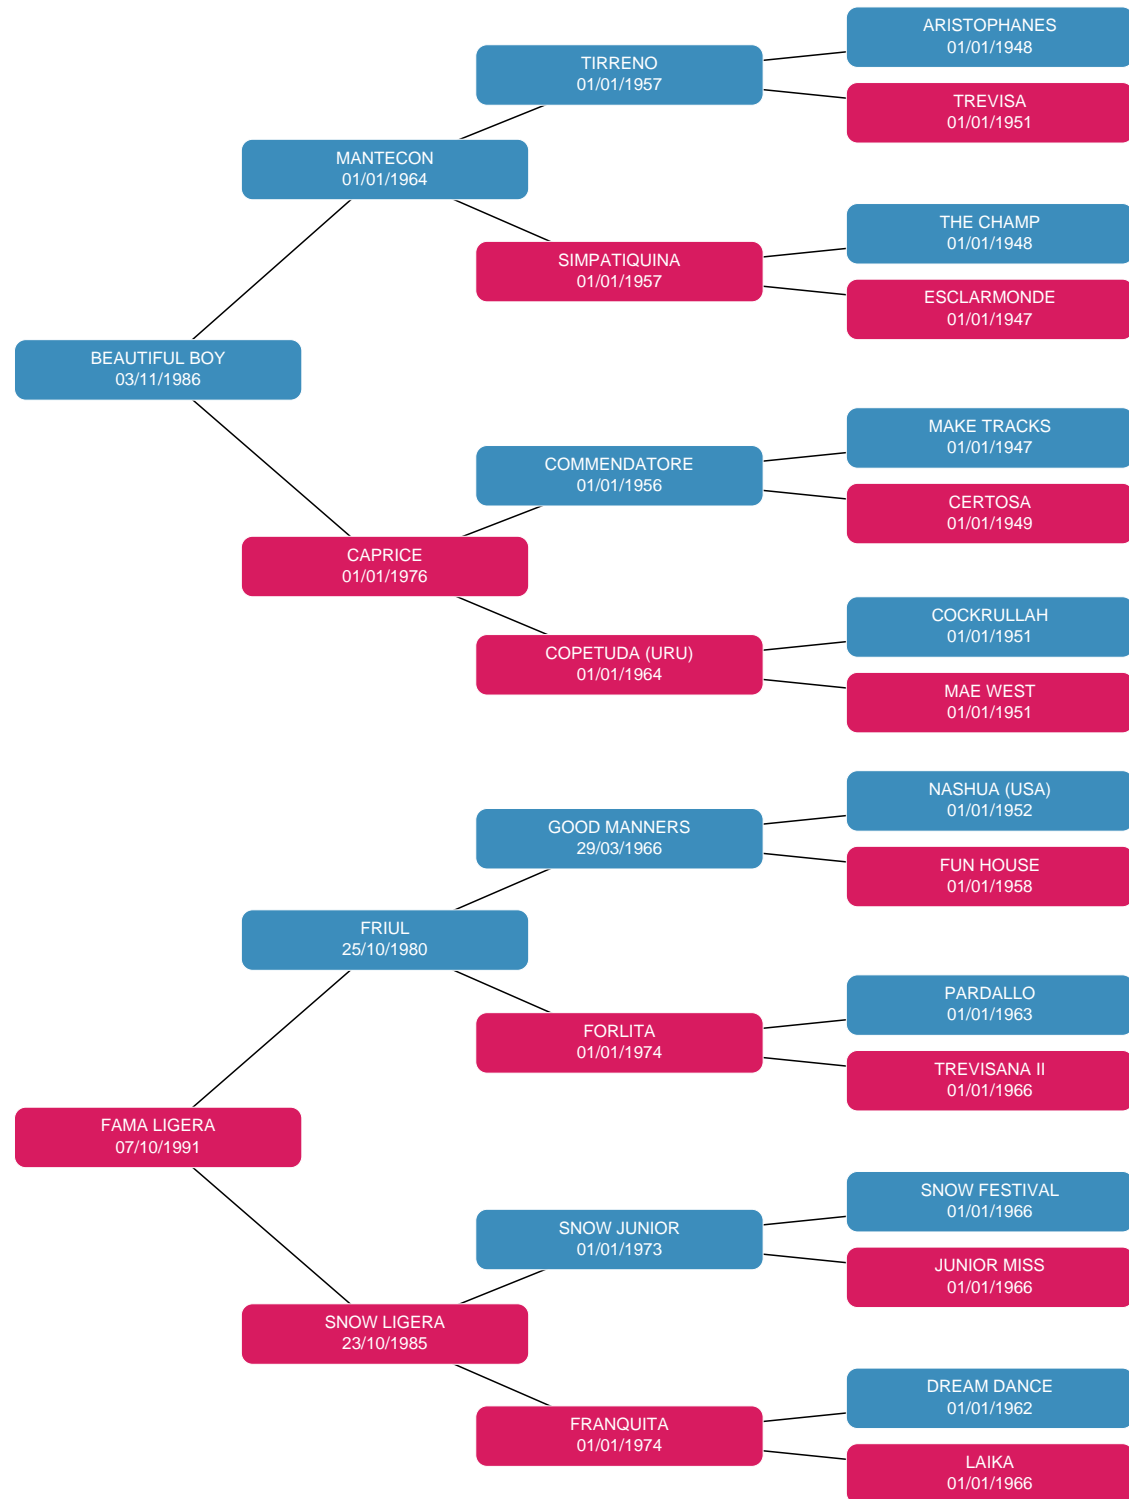 ARISTOPHANES
01/01/1948
TIRRENO
01/01/1957
TREVISA
01/01/1951
MANTECON
01/01/1964
THE CHAMP
01/01/1948
SIMPATIQUINA
01/01/1957
ESCLARMONDE
01/01/1947
BEAUTIFUL BOY
03/11/1986
MAKE TRACKS
01/01/1947
COMMENDATORE
01/01/1956
CERTOSA
01/01/1949
CAPRICE
01/01/1976
COCKRULLAH
01/01/1951
COPETUDA (URU)
01/01/1964
MAE WEST
01/01/1951
NASHUA (USA)
01/01/1952
GOOD MANNERS
29/03/1966
FUN HOUSE
01/01/1958
FRIUL
25/10/1980
PARDALLO
01/01/1963
FORLITA
01/01/1974
TREVISANA II
01/01/1966
FAMA LIGERA
07/10/1991
SNOW FESTIVAL
01/01/1966
SNOW JUNIOR
01/01/1973
JUNIOR MISS
01/01/1966
SNOW LIGERA
23/10/1985
DREAM DANCE
01/01/1962
FRANQUITA
01/01/1974
LAIKA
01/01/1966